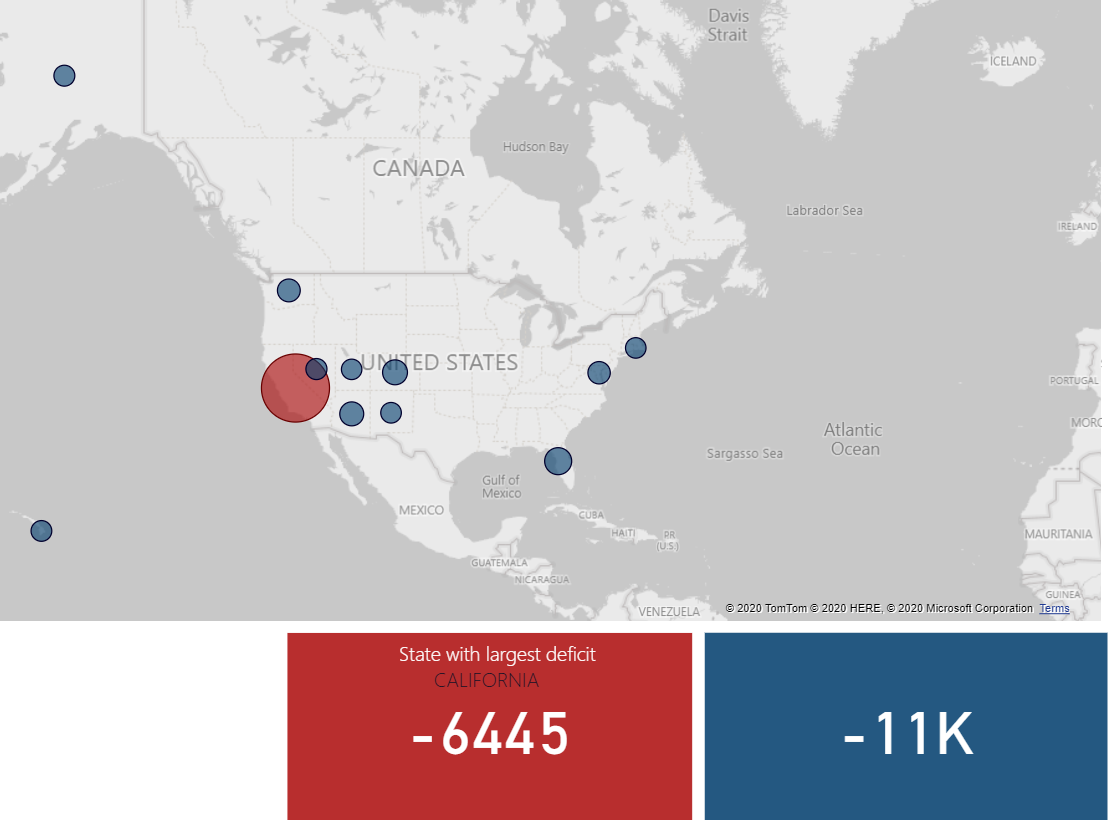 Davis
Strait
ICELAND
Hudson Bay
CANADA
Labrador Sea
IRELAND
UNITED STATES
PORTUGAL
MORO
Atlantic
Ocean
Sargasso Sea
Gulf of
Mexico
MEXICO
CUBA
HAITI
PR
(U.S.)
MAURITANIA
GUATEMALA
NICARAGUA
GUINEA
VENEZUELA
© 2020 TomTom © 2020 HERE, © 2020 Microsoft Corporation Terms
State with largest deficit
CALIFORNIA
-6445
-11K